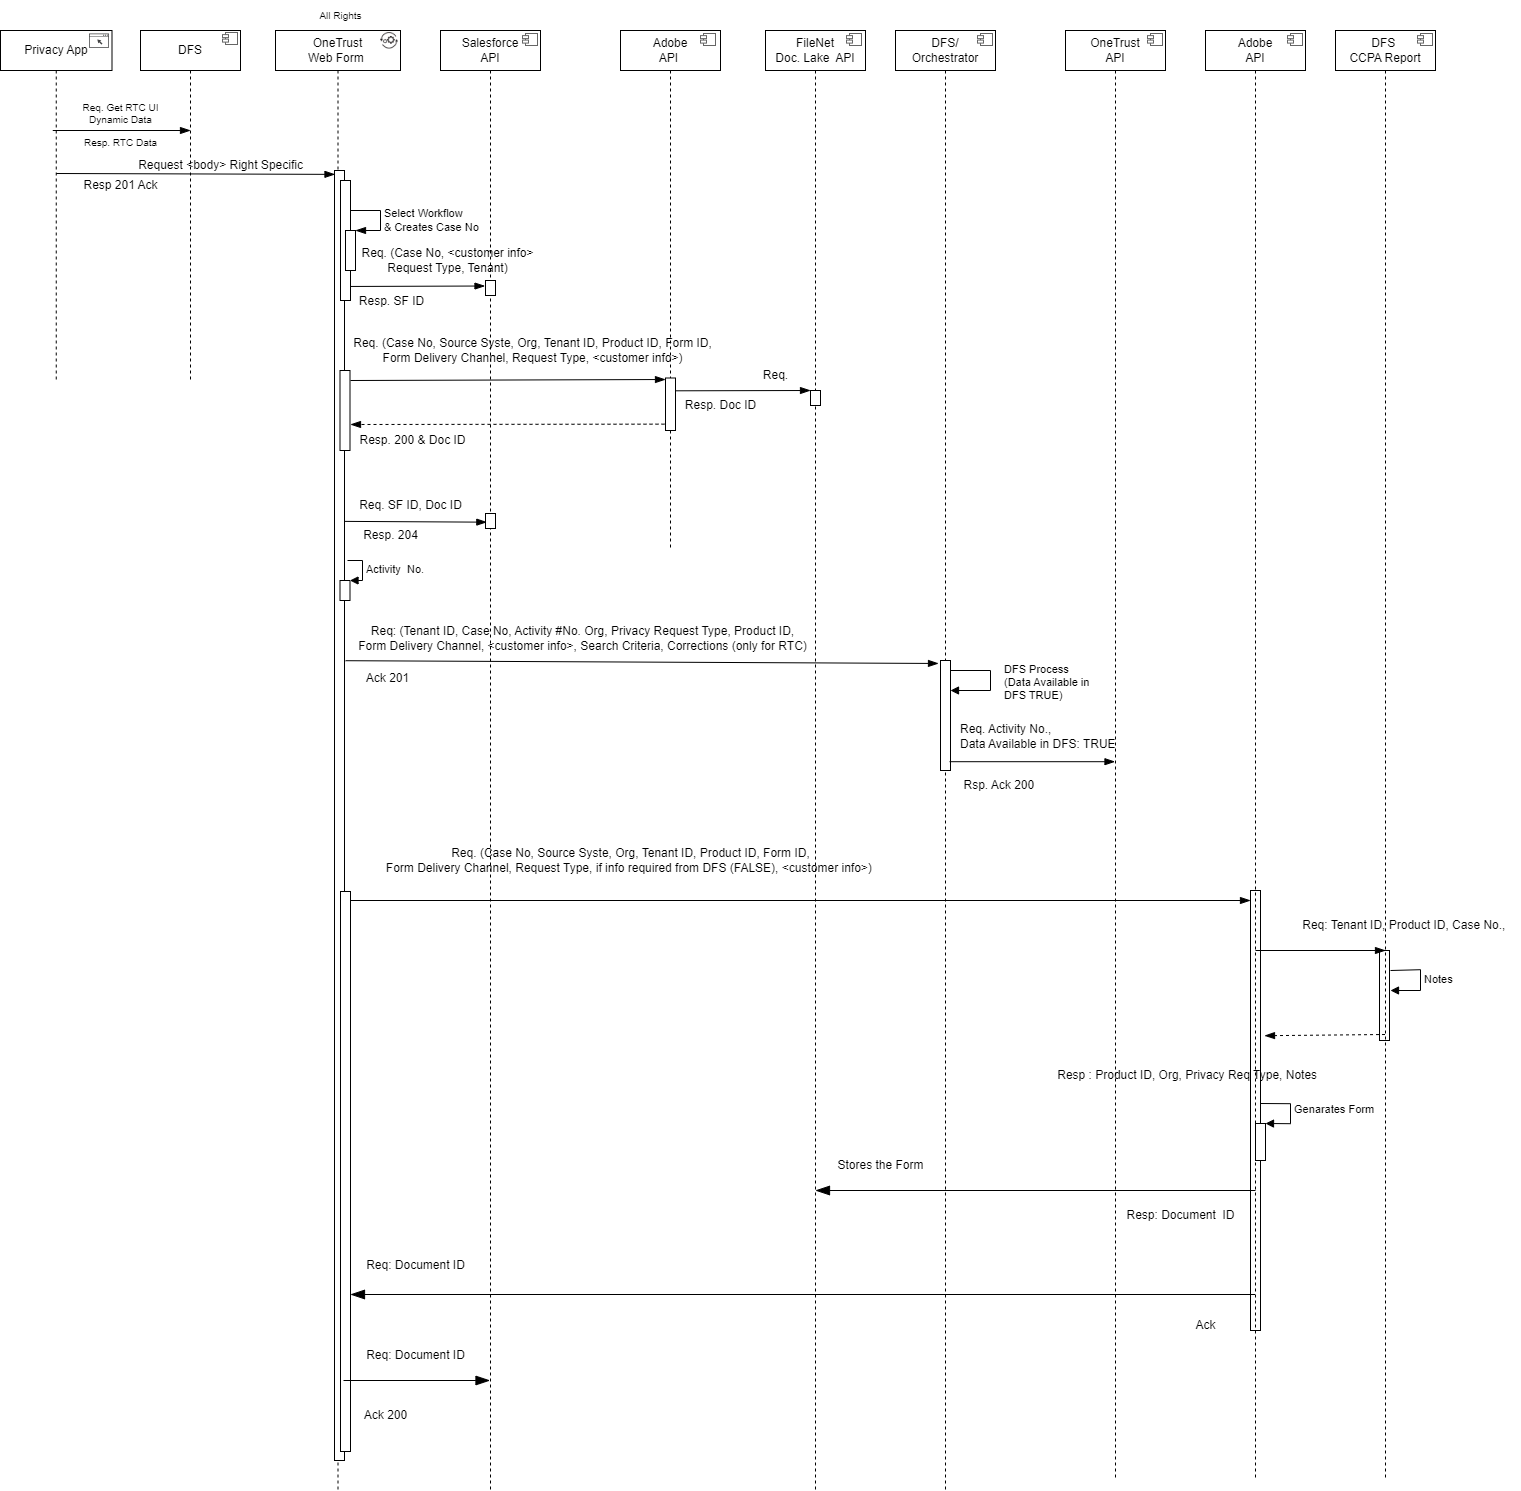 All Rights
Privacy App
DFS
OneTrust
Web Form
Salesforce
API
Adobe
API
FileNet
Doc. Lake API
DFS/
Orchestrator
OneTrust
API
Adobe
API
DFS
CCPA Report
Req. Get RTC UI
Dynamic Data
Resp. RTC Data
Request <body> Right Specific
Resp 201 Ack
Select Workflow
& Creates Case No
Req. (Case No, <customer info>
Request Type, Tenant)
Resp. SF ID
Req. (Case No, Source Syste, Org, Tenant ID, Product ID, Form ID,
Form Delivery Channel, Request Type, <customer info>)
Req.
Resp. Doc ID
Resp. 200 & Doc ID
Req. SF ID, Doc ID
Resp. 204
Activity No.
Req: (Tenant ID, Case No, Activity #No. Org, Privacy Request Type, Product ID,
Form Delivery Channel, <customer info>, Search Criteria, Corrections (only for RTC)
Ack 201
DFS Process
(Data Available in
DFS TRUE)
Req. Activity No.,
Data Available in DFS: TRUE
Rsp. Ack 200
Req. (Case No, Source Syste, Org, Tenant ID, Product ID, Form ID,
Form Delivery Channel, Request Type, if info required from DFS (FALSE), <customer info>)
Req: Tenant ID, Product ID, Case No.,
Notes
Resp : Product ID, Org, Privacy Req Type, Notes
Genarates Form
Stores the Form
Resp: Document ID
Req: Document ID
Ack
Req: Document ID
Ack 200